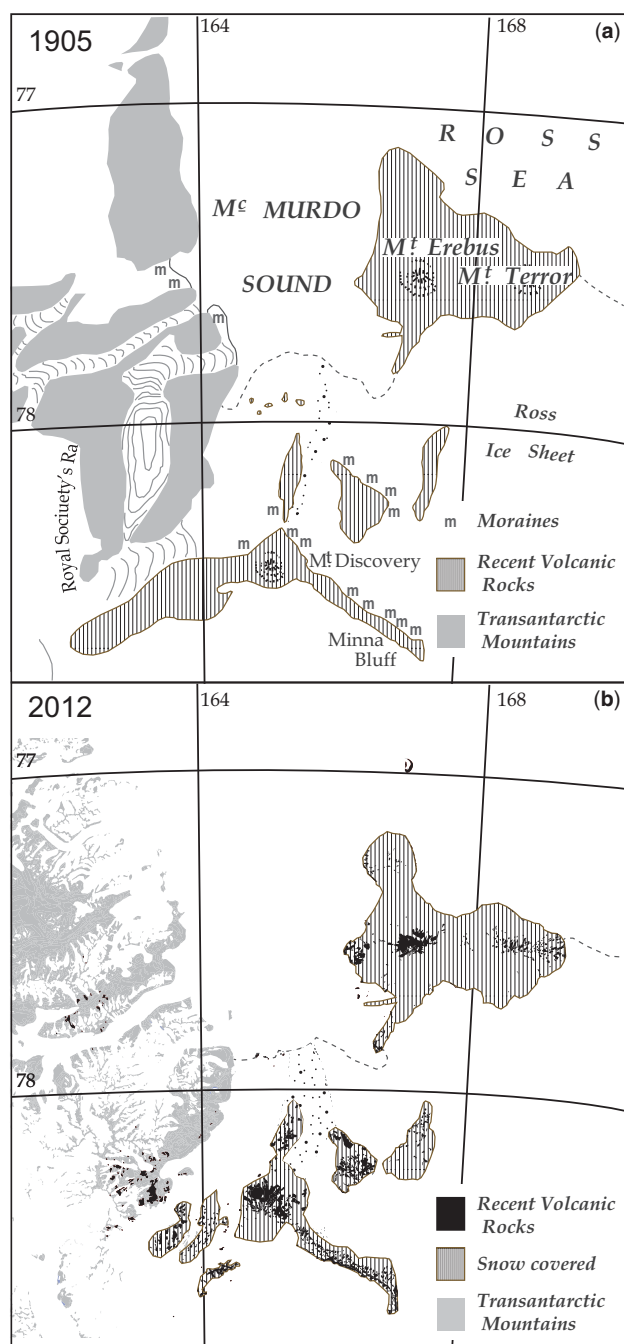 1905
164
168
(a)
77
R O S S
S E A
Mc MURDO
Mt Erebus
Mt Terror
SOUND
m
m
m
78
Ross
Ice Sheet
Royal Sociuety's Ra
m
m
m
m
m
m
m
m
m
m
Mt Discovery
m
m
m
m
m
m
Minna
Bluff
m Moraines
Recent Volcanic
Rocks
Transantarctic
Mountains
2012
164
168
(b)
77
78
Recent Volcanic
Rocks
Snow covered
Transantarctic
Mountains